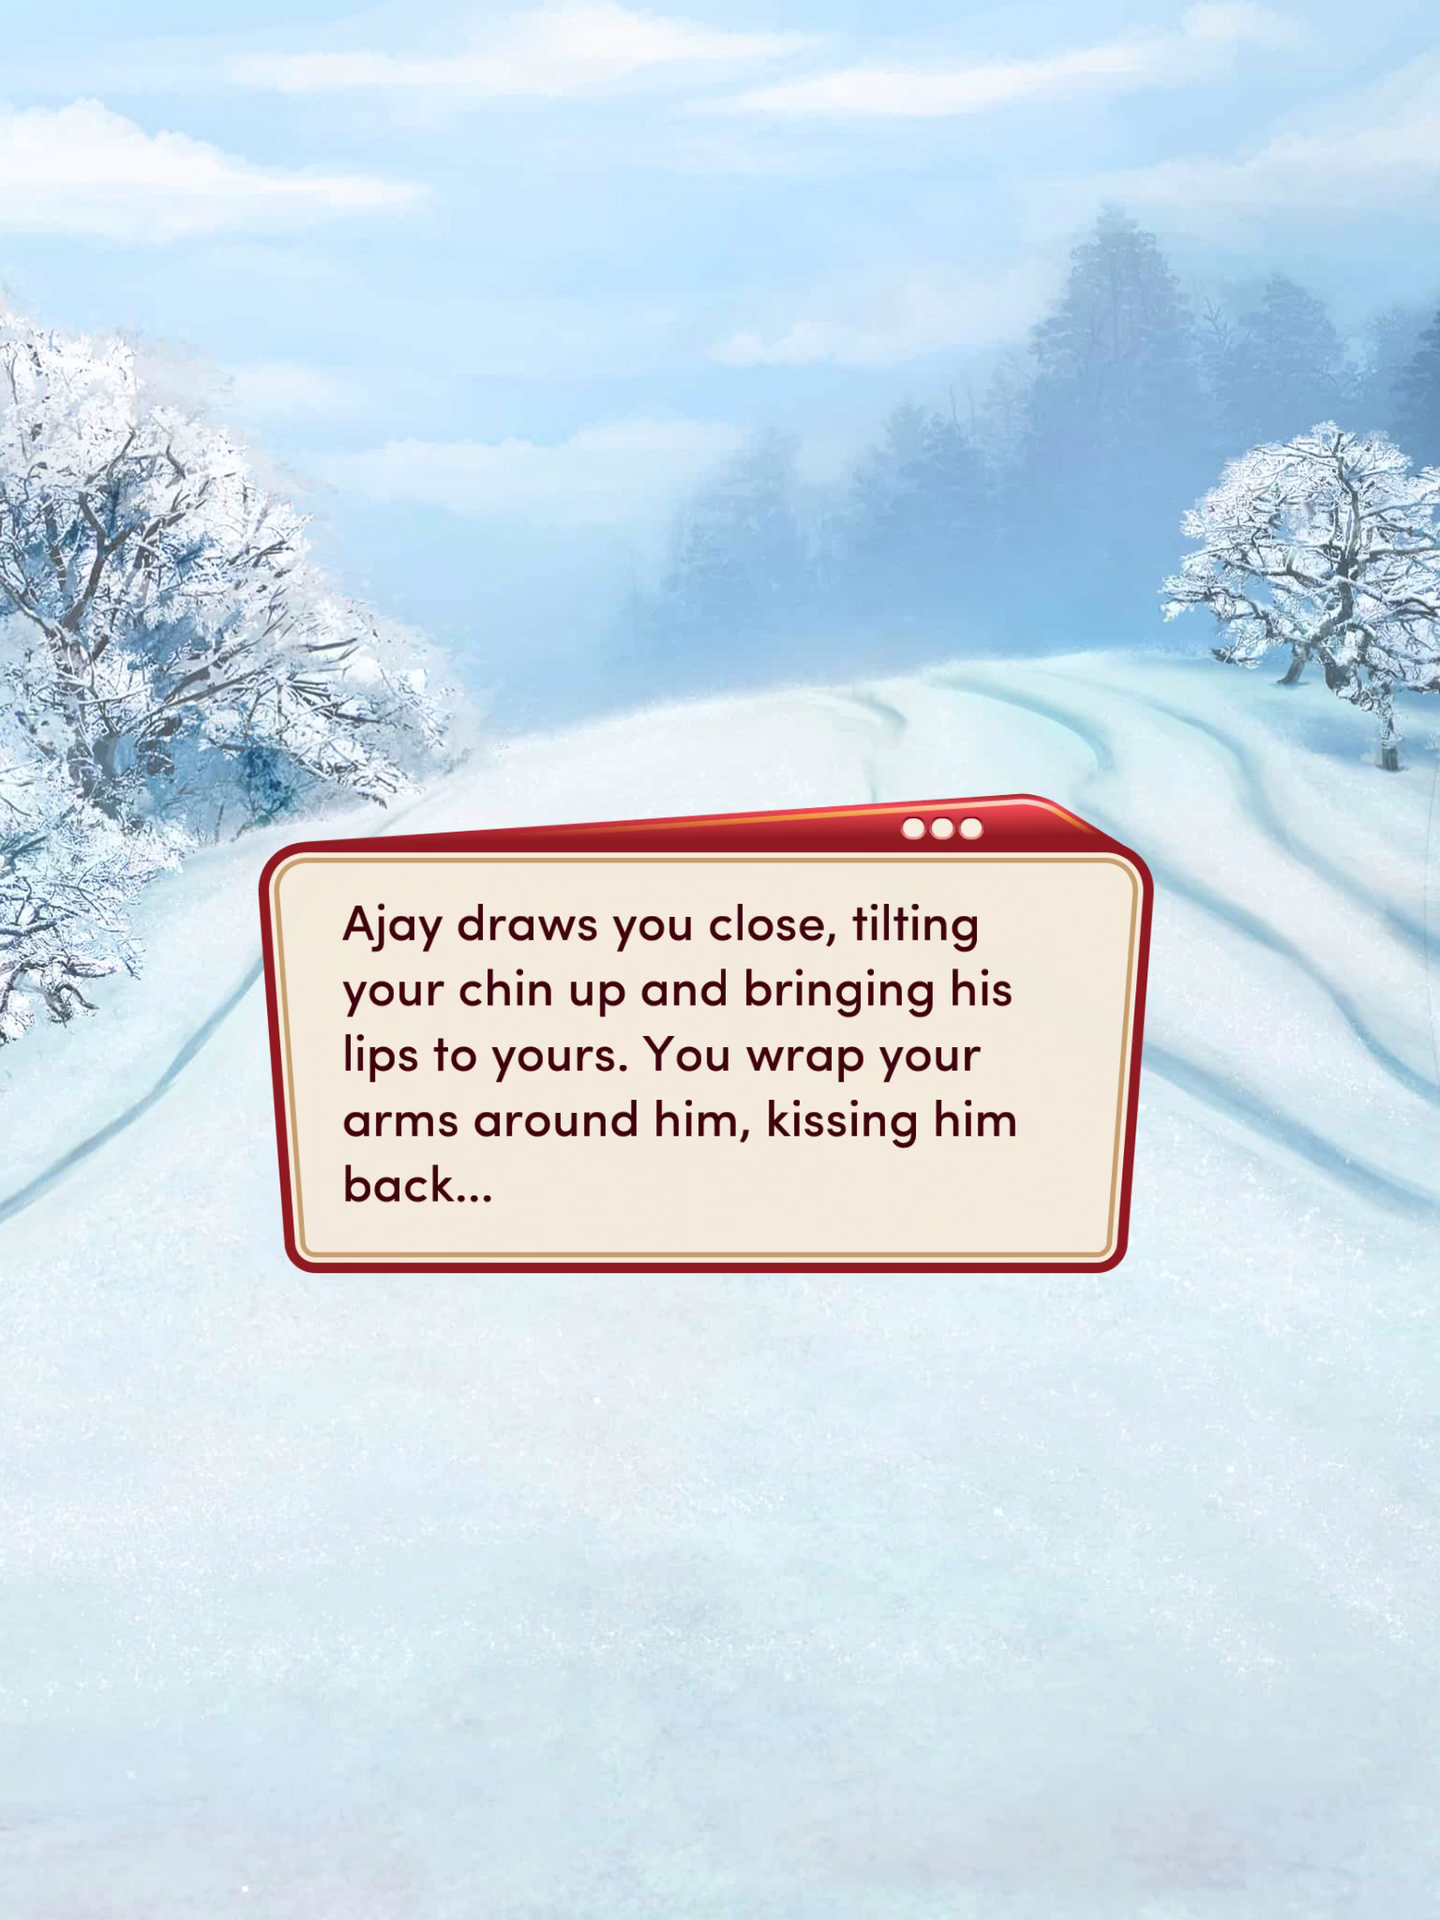 Ajay draws you close, tilting
your chin up and bringing his
lips to yours. You wrap your
arms around him, kissing him
back...